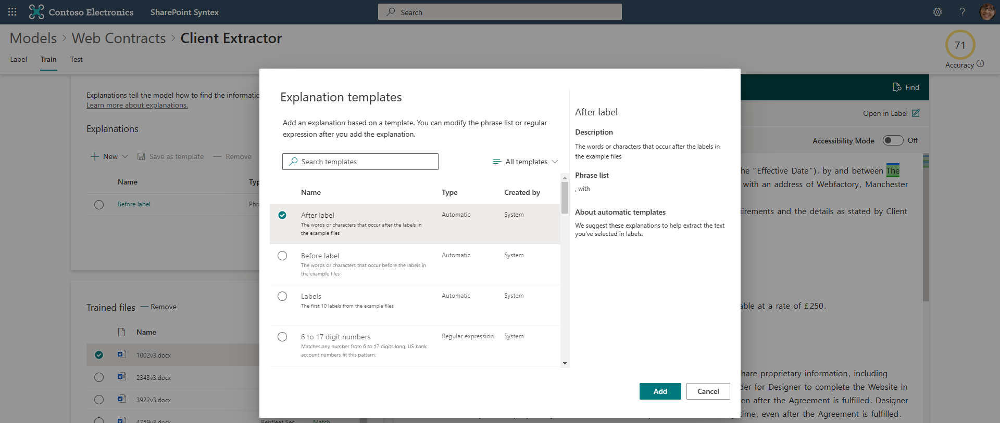 Contoso Electronics
SharePoint Syntex
Search
?
Models > Web Contracts > Client Extractor
71
Accuracy
Label
Train
Test
Explanations tell the model how to find the informatio
Learn more about explanations.
Explanations
New
Save as template
Remove
Name
Typ
Before label
Phra
Trained files
Remove
Name
1002v3.docx
2343v3.docx
3922v3.docx
4759v3.docx
Benfleet Sec
Match
Explanation templates
Add an explanation based on a template. You can modify the phrase list or regular
expression after you add the explanation.
Search templates
All templates
Name
Type
Created by
After label
Automatic
System
The words or characters that occur after the labels in
the example files
Before label
Automatic
System
The words or characters that occur before the labels in
the example files
Labels
Automatic
System
The first 10 labels from the example files
6 to 17 digit numbers
Regular expression
System
Matches any number from 6 to 17 digits long. US bank
account numbers fit this pattern.
After label
Description
The words or characters that occur after the labels in
the example files
Phrase list
, with
About automatic templates
We suggest these explanations to help extract the text
you've selected in labels.
Add
Cancel
Find
Open in Label
Accessibility Mode
Off
he "Effective Date"), by and between The
with an address of Webfactory, Manchester
irements and the details as stated by Client
able at a rate of £250.
hare proprietary information, including
der for Designer to complete the Website in
en after the Agreement is fulfilled. Designer
time, even after the Agreement is fulfilled.